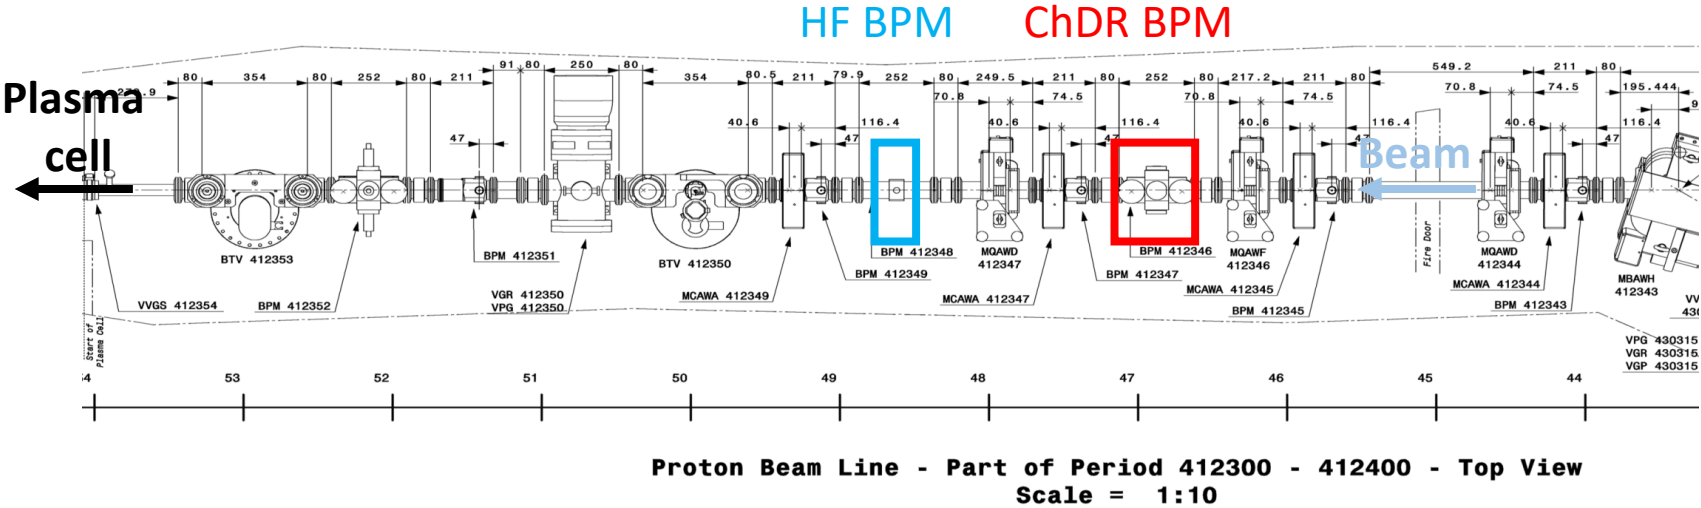 HF BPM ChDR BPM
91 80 250 80
80 354 80 252 80 211 354 80.5 211 79.9 252 80 249.5 211 80 252 80 217.2 211 80 549.2 211 80
70.8 74.5 70.8 74.5 70.8 74.5 195.444
Plasma
cell
47 40.6 116.4 47 40.6 116.4 47 40.6 116.4 47 40.6 116.4 47
Beam
Fire Door
BTV 412353
BPM 412351
BTV 412350
BPM 412348
MQAWD
412347
BPM 412346
MQAWF
412346
MQAWD
412344
BPM 412349
BPM 412347
MBAWH
412343
VVGS 412354
BPM 412352
VGR 412350
VPG 412350
MCAWA 412349
MCAWA 412347
MCAWA 412345
BPM 412345
MCAWA 412344
BPM 412343
Start of
Plasma Cell
VPG 430315
VGR 430315
VGP 430315
53 52 51 50 49 48 47 46 45 44
Proton Beam Line - Part of Period 412300 - 412400 - Top View
Scale = 1:10